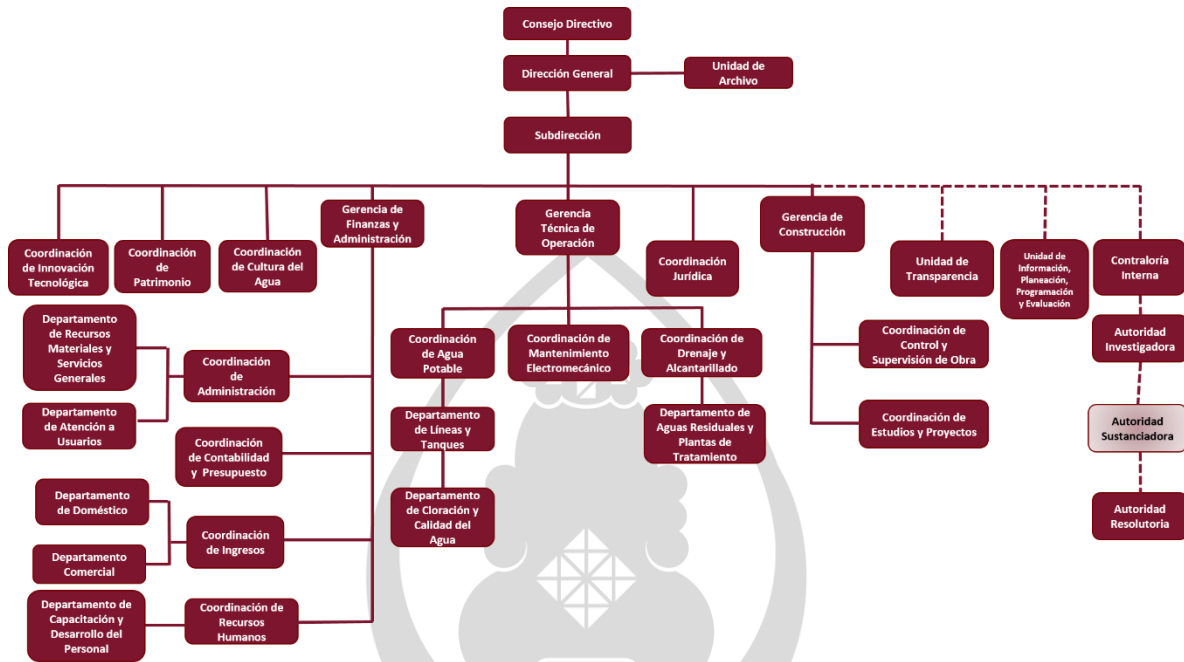 Consejo Directivo
Dirección General
Unidad de
Archivo
Subdirección
Coordinación
de Innovación
Tecnológica
Coordinación
de
Patrimonio
Coordinación
de Cultura del
Agua
Gerencia de
Finanzas y
Administración
Gerencia
Técnica de
Operación
Coordinación
Jurídica
Gerencia de
Construcción
Unidad de
Transparencia
Unidad de
Información,
Planeación,
Programación
y Evaluación
Contraloría
Interna
Departamento
de Recursos
Materiales y
Servicios
Generales
Coordinación
de
Administración
Departamento
de Atención a
Usuarios
Coordinación
de Contabilidad
y Presupuesto
Departamento
de Doméstico
Coordinación
de Ingresos
Departamento
Comercial
Departamento de
Capacitación y
Desarrollo del
Personal
Coordinación de
Recursos
Humanos
Coordinación
de Agua
Potable
Coordinación de
Mantenimiento
Electromecánico
Coordinación de
Drenaje y
Alcantarillado
Departamento
de Líneas y
Tanques
Departamento de
Aguas Residuales y
Plantas de
Tratamiento
Departamento
de Cloración y
Calidad del
Agua
Coordinación de
Control y
Supervisión de Obra
Coordinación de
Estudios y Proyectos
Autoridad
Investigadora
Autoridad
Sustanciadora
Autoridad
Resolutoria